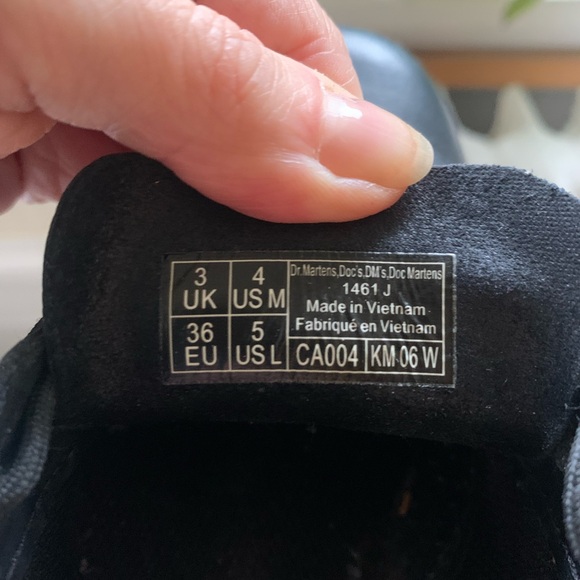 3 UK
4 US M
36 EU
5 US L
Dr.Martens,Doc's,DM's,Doc Martens
1461 J
Made in Vietnam
Fabriqué en Vietnam
CA004
KM 06 W